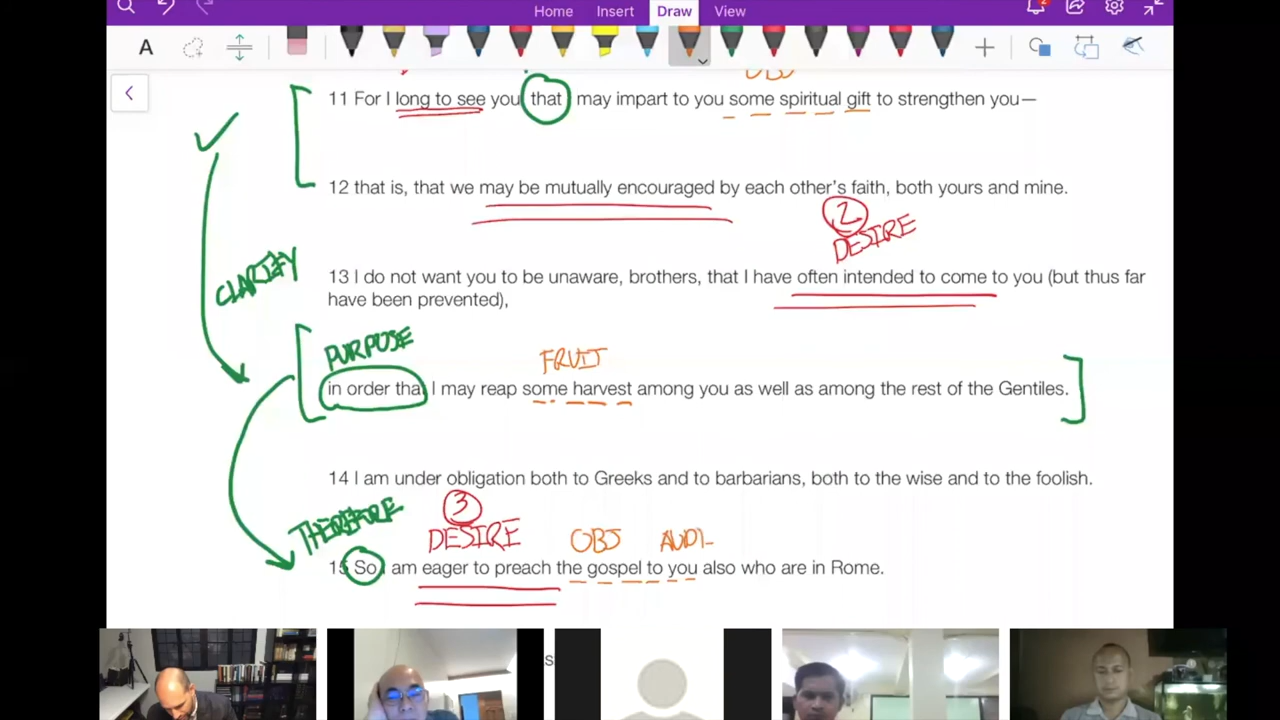 Home Insert Draw View
A
11 For I long to see you that I may impart to you some spiritual gift to strengthen you—
12 that is, that we may be mutually encouraged by each other's faith, both yours and mine.
2
DESIRE
CLARIFY
13 I do not want you to be unaware, brothers, that I have often intended to come to you (but thus far
have been prevented),
PURPOSE
FRUIT
in order that I may reap some harvest among you as well as among the rest of the Gentiles.
14 I am under obligation both to Greeks and to barbarians, both to the wise and to the foolish.
3
THEREFORE
DESIRE OBJ AUDI-
15 So I am eager to preach the gospel to you also who are in Rome.